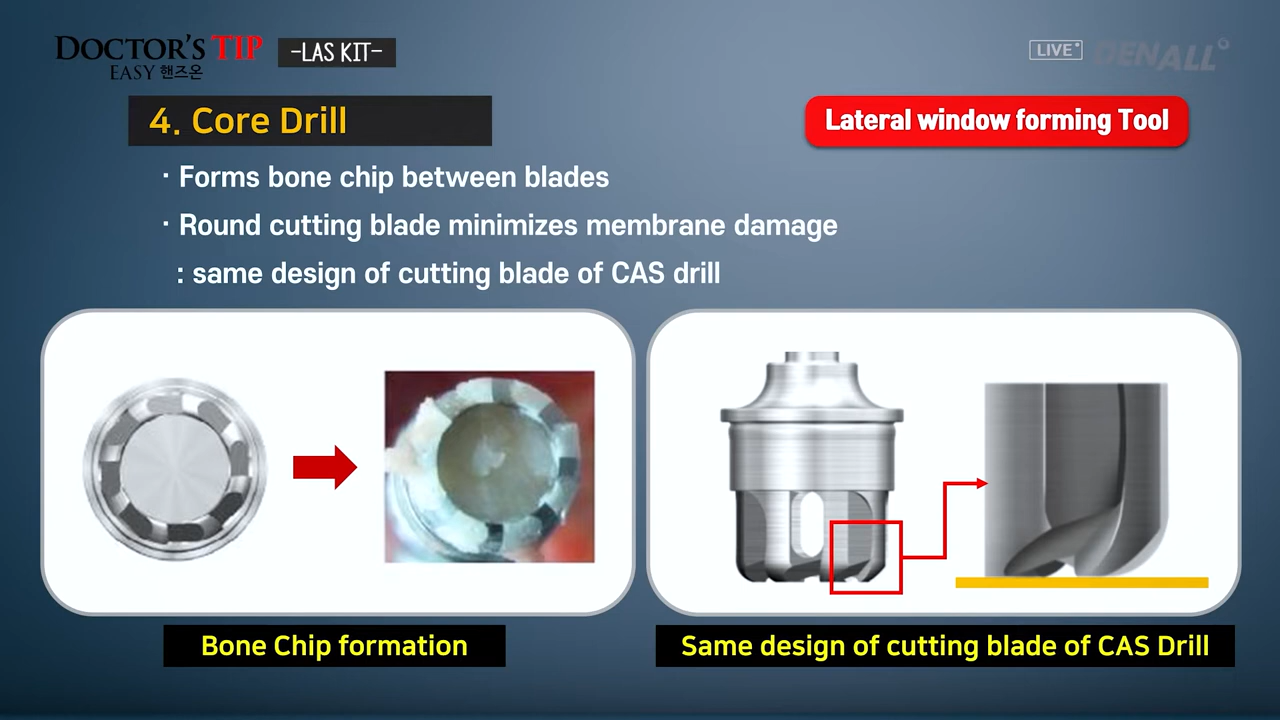 DOCTOR'S TIP
EASY 핸즈온
-LAS KIT-
LIVE
DENALL
4. Core Drill
Lateral window forming Tool
· Forms bone chip between blades
· Round cutting blade minimizes membrane damage
: same design of cutting blade of CAS drill
Bone Chip formation
Same design of cutting blade of CAS Drill